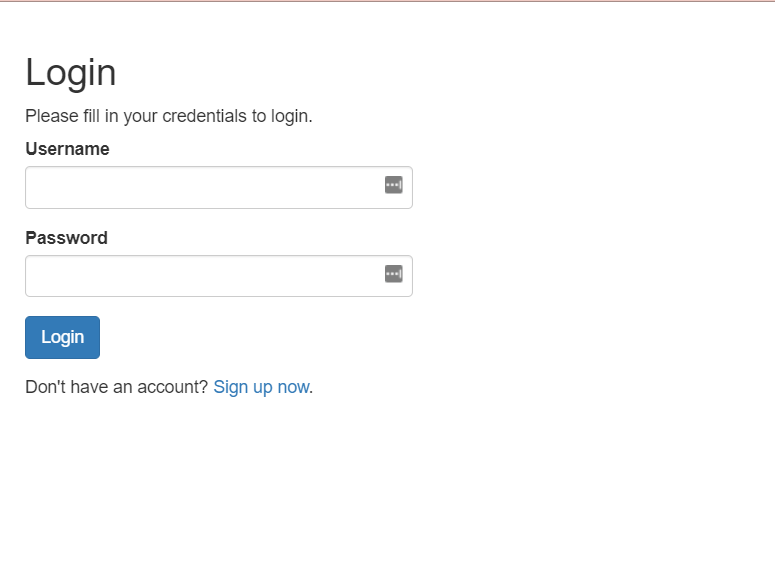 Login
Please fill in your credentials to login.
Username
Password
Login
Don't have an account? Sign up now.